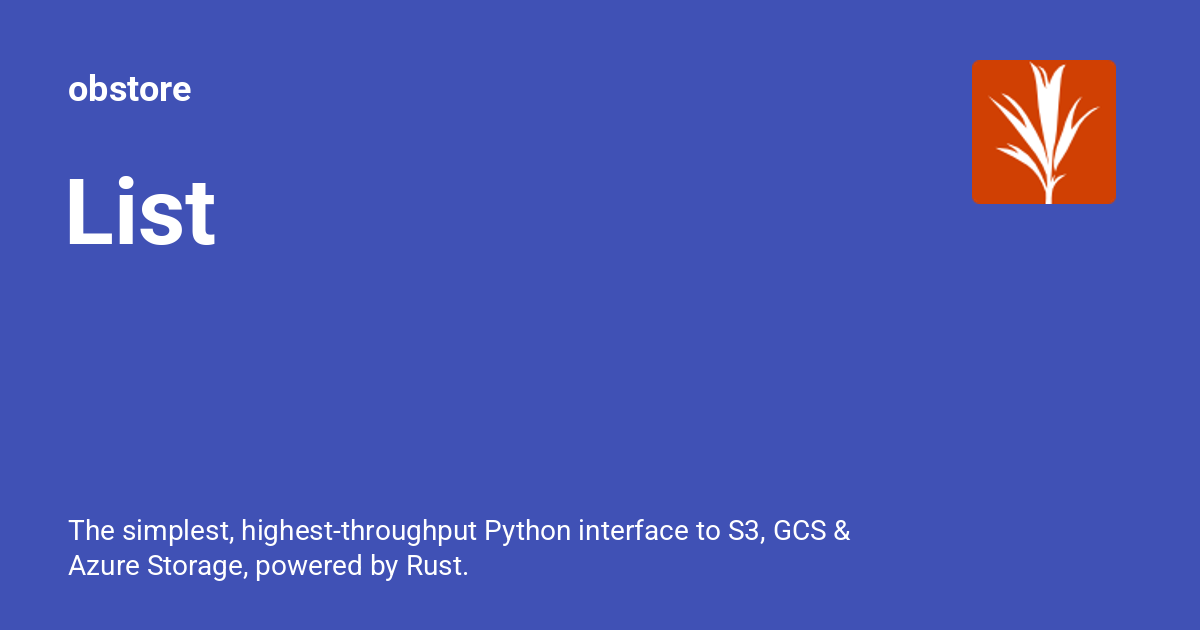 obstore
List
The simplest, highest-throughput Python interface to S3, GCS &
Azure Storage, powered by Rust.